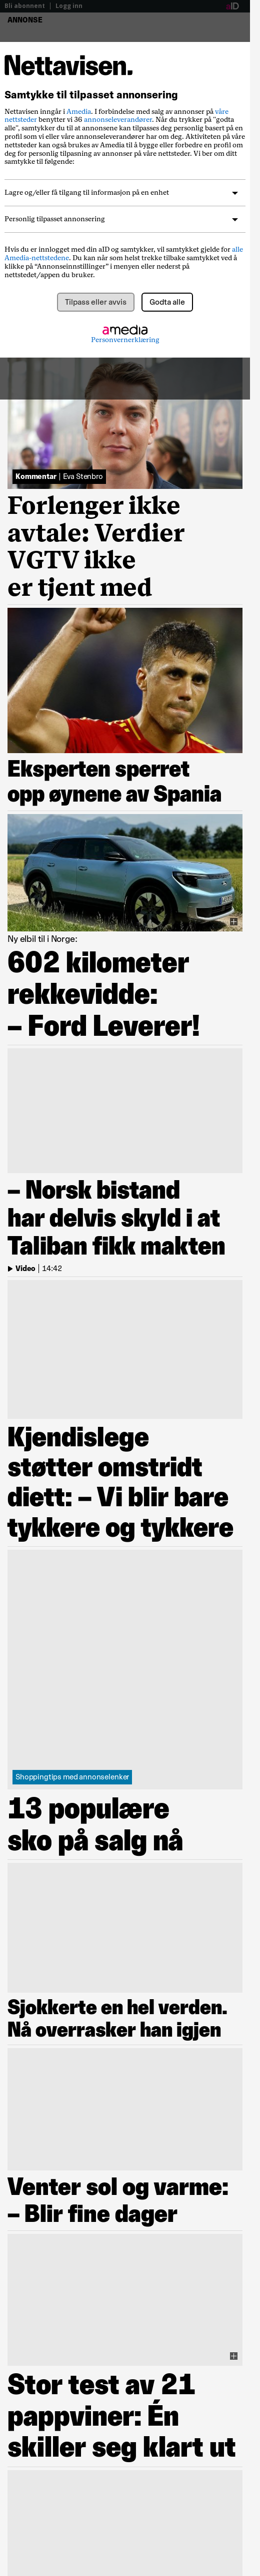 Bli abonnent | Logg inn
aID
ANNONSE
Nettavisen.
Samtykke til tilpasset annonsering
Nettavisen inngår i Amedia. I forbindelse med salg av annonser på våre
nettsteder benytter vi 36 annonseleverandører. Når du trykker på "godta
alle", samtykker du til at annonsene kan tilpasses deg personlig basert på en
profil som vi eller våre annonseleverandører har om deg. Aktiviteten på våre
nettsteder kan også brukes av Amedia til å bygge eller forbedre en profil om
deg for personlig tilpassing av annonser på våre nettsteder. Vi ber om ditt
samtykke til følgende:
Lagre og/eller få tilgang til informasjon på en enhet
Personlig tilpasset annonsering
Hvis du er innlogget med din aID og samtykker, vil samtykket gjelde for alle
Amedia-nettstedene. Du kan når som helst trekke tilbake samtykket ved å
klikke på "Annonseinnstillinger" i menyen eller nederst på
nettstedet/appen du bruker.
Tilpass eller avvis
Godta alle
amedia
Personvernerklæring
Kommentar | Eva Stenbro
Forlenger ikke
avtale: Verdier
VGTV ikke
er tjent med
Eksperten sperret
opp øynene av Spania
Ny elbil til i Norge:
602 kilometer
rekkevidde:
– Ford Leverer!
– Norsk bistand
har delvis skyld i at
Taliban fikk makten
Video | 14:42
Kjendislege
støtter omstridt
diett: – Vi blir bare
tykkere og tykkere
Shoppingtips med annonselenker
13 populære
sko på salg nå
Sjokkerte en hel verden.
Nå overrasker han igjen
Venter sol og varme:
– Blir fine dager
Stor test av 21
pappviner: Én
skiller seg klart ut